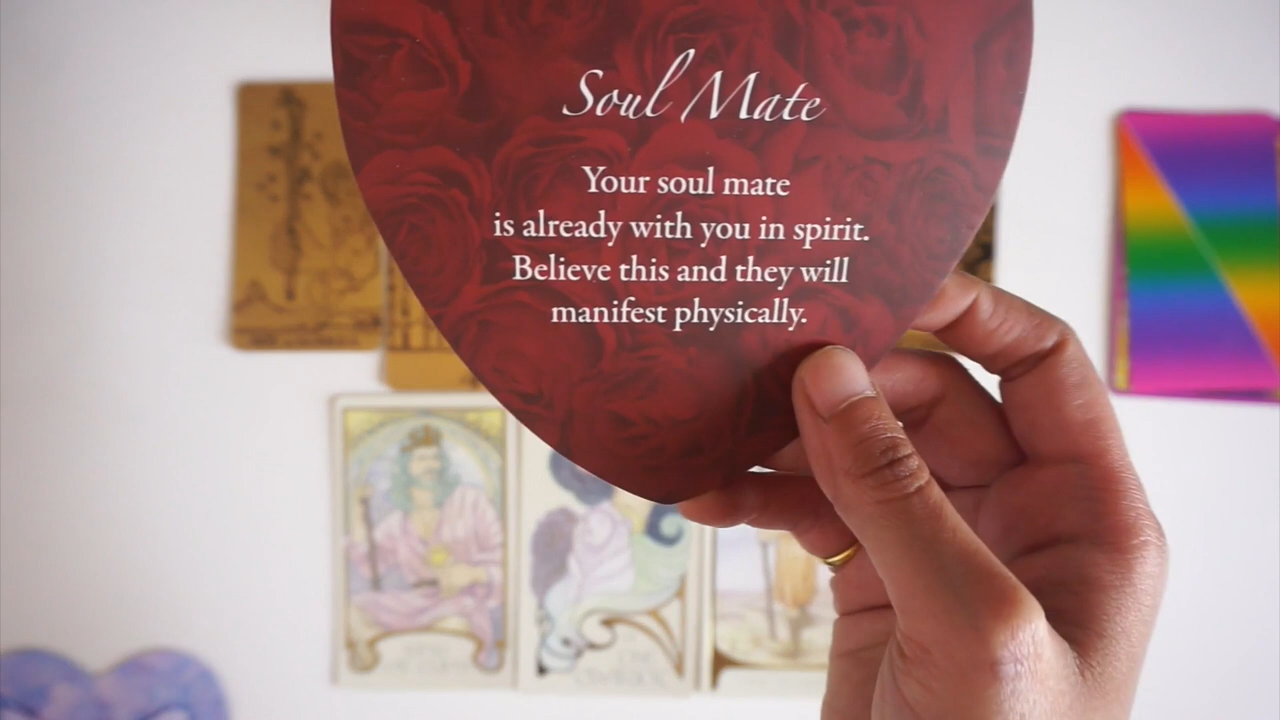 Soul Mate
Your soul mate
is already with you in spirit.
Believe this and they will
manifest physically.